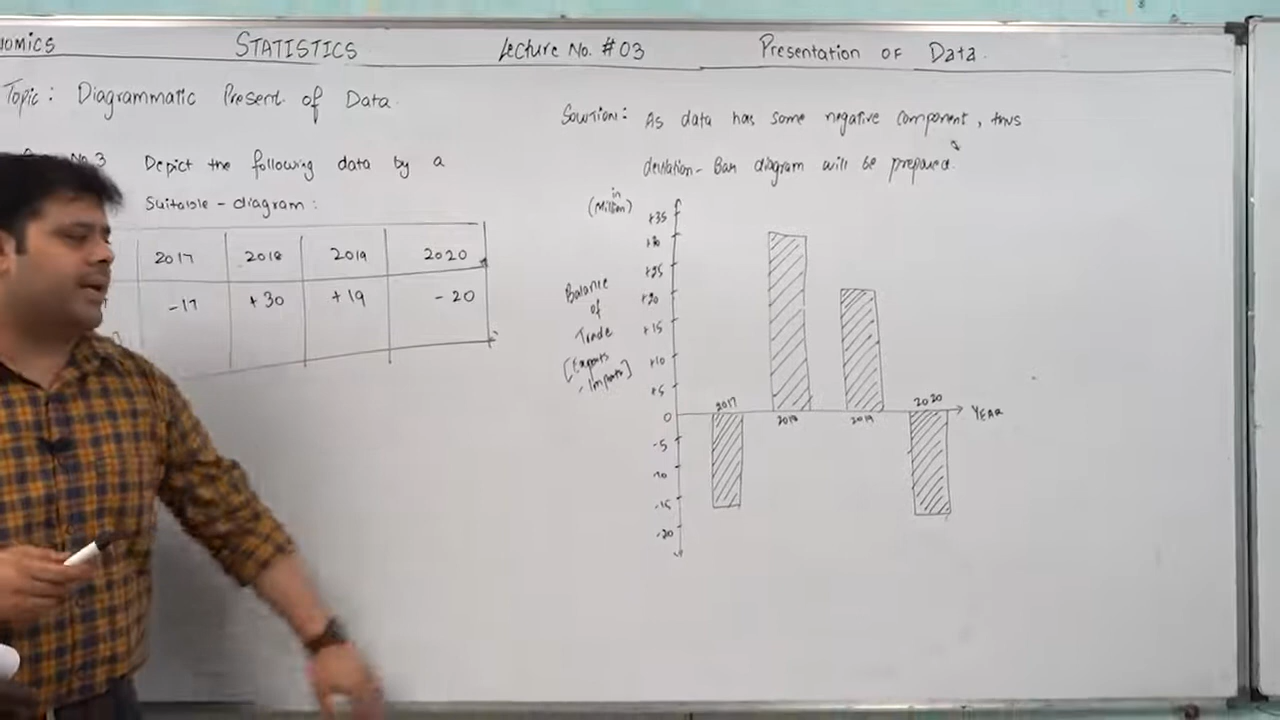 NOMICS STATISTICS Lecture No. #03 Presentation of Data
Topic: Diagrammatic Present. of Data
No.3 Depict the following data by a
Suitable - diagram:
2017 2018 2019 2020
-17 +30 +19 -20
Solution: As data has some negative component, thus
deviation - Bar diagram will be prepared.
in
(Million)
+35
+30
+25
+20
+15
+10
+5
0
-5
-10
-15
-20
Balance
of
Trade
[Exports
- Imports]
2017
2018
2019
2020
YEAR